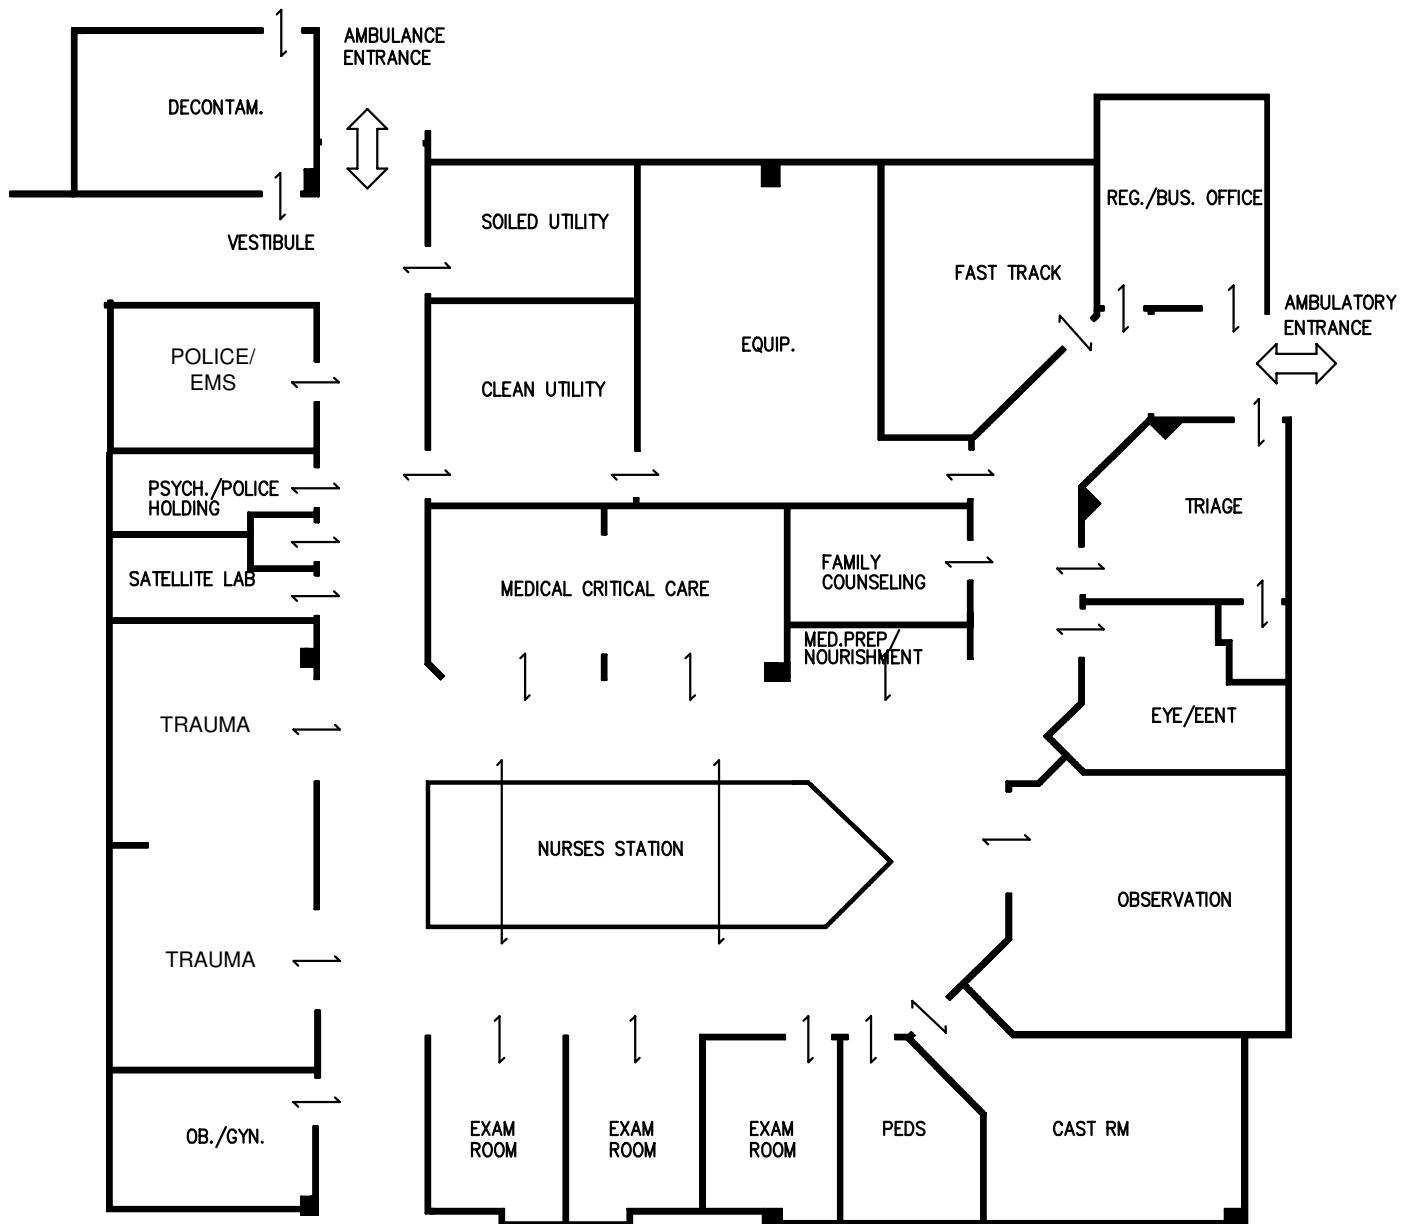 AMBULANCE
ENTRANCE
DECONTAM.
REG./BUS. OFFICE
SOILED UTILITY
VESTIBULE
FAST TRACK
AMBULATORY
ENTRANCE
EQUIP.
POLICE/
EMS
CLEAN UTILITY
PSYCH./POLICE
HOLDING
TRIAGE
SATELLITE LAB
MEDICAL CRITICAL CARE
FAMILY
COUNSELING
MED.PREP/
NOURISHMENT
TRAUMA
EYE/EENT
NURSES STATION
OBSERVATION
TRAUMA
OB./GYN.
EXAM
ROOM
EXAM
ROOM
EXAM
ROOM
PEDS
CAST RM